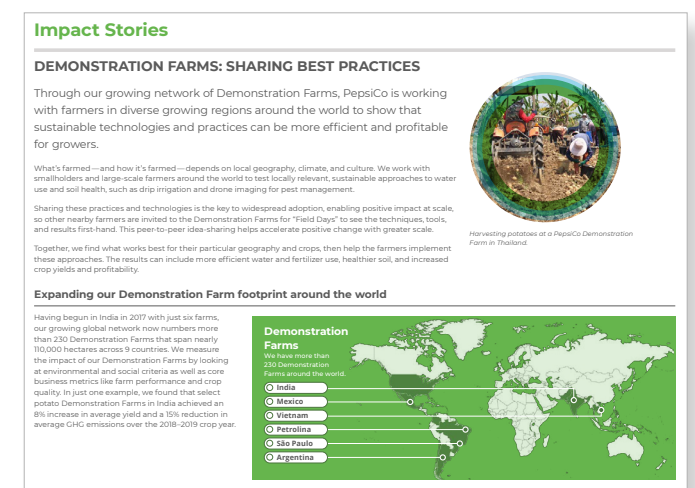 Impact Stories
DEMONSTRATION FARMS: SHARING BEST PRACTICES
Through our growing network of Demonstration Farms, PepsiCo is working
with farmers in diverse growing regions around the world to show that
sustainable technologies and practices can be more efficient and profitable
for growers.
What's farmed—and how it's farmed—depends on local geography, climate, and culture. We work with
smallholders and large-scale farmers around the world to test locally relevant, sustainable approaches to water
use and soil health, such as drip irrigation and drone imaging for pest management.
Sharing these practices and technologies is the key to widespread adoption, enabling positive impact at scale,
so other nearby farmers are invited to the Demonstration Farms for "Field Days" to see the techniques, tools,
and results first-hand. This peer-to-peer idea-sharing helps accelerate positive change with greater scale.
Together, we find what works best for their particular geography and crops, then help the farmers implement
these approaches. The results can include more efficient water and fertilizer use, healthier soil, and increased
crop yields and profitability.
Harvesting potatoes at a PepsiCo Demonstration
Farm in Thailand.
Expanding our Demonstration Farm footprint around the world
Having begun in India in 2017 with just six farms,
our growing global network now numbers more
than 230 Demonstration Farms that span nearly
110,000 hectares across 9 countries. We measure
the impact of our Demonstration Farms by looking
at environmental and social criteria as well as core
business metrics like farm performance and crop
quality. In just one example, we found that select
potato Demonstration Farms in India achieved an
8% increase in average yield and a 15% reduction in
average GHG emissions over the 2018–2019 crop year.
Demonstration
Farms
We have more than
230 Demonstration
Farms around the world.
India
Mexico
Vietnam
Petrolina
São Paulo
Argentina